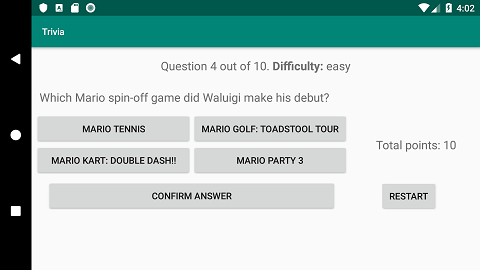 4:02
Trivia
Question 4 out of 10. Difficulty: easy
Which Mario spin-off game did Waluigi make his debut?
MARIO TENNIS
MARIO GOLF: TOADSTOOL TOUR
MARIO KART: DOUBLE DASH!!
MARIO PARTY 3
Total points: 10
CONFIRM ANSWER
RESTART